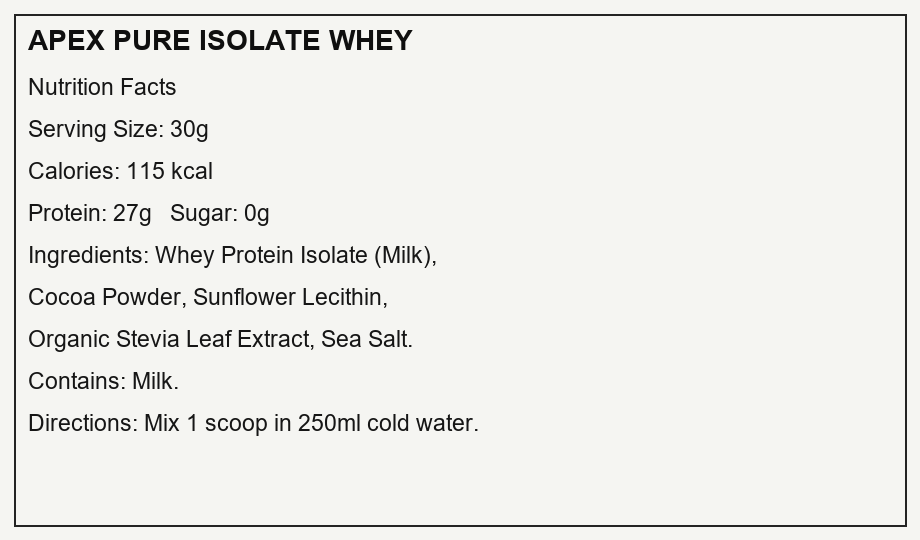 APEX PURE ISOLATE WHEY
Nutrition Facts
Serving Size: 30g
Calories: 115 kcal
Protein: 27g   Sugar: 0g
Ingredients: Whey Protein Isolate (Milk),
Cocoa Powder, Sunflower Lecithin,
Organic Stevia Leaf Extract, Sea Salt.
Contains: Milk.
Directions: Mix 1 scoop in 250ml cold water.